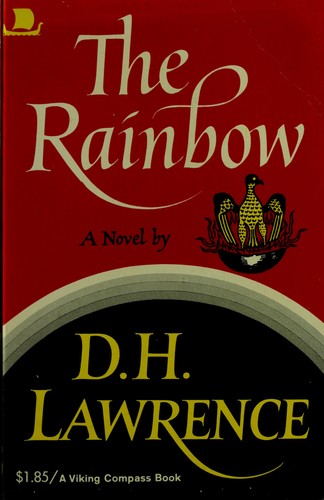 The
Rainbow
A Novel by
D.H.
LAWRENCE
$1.85/A Viking Compass Book